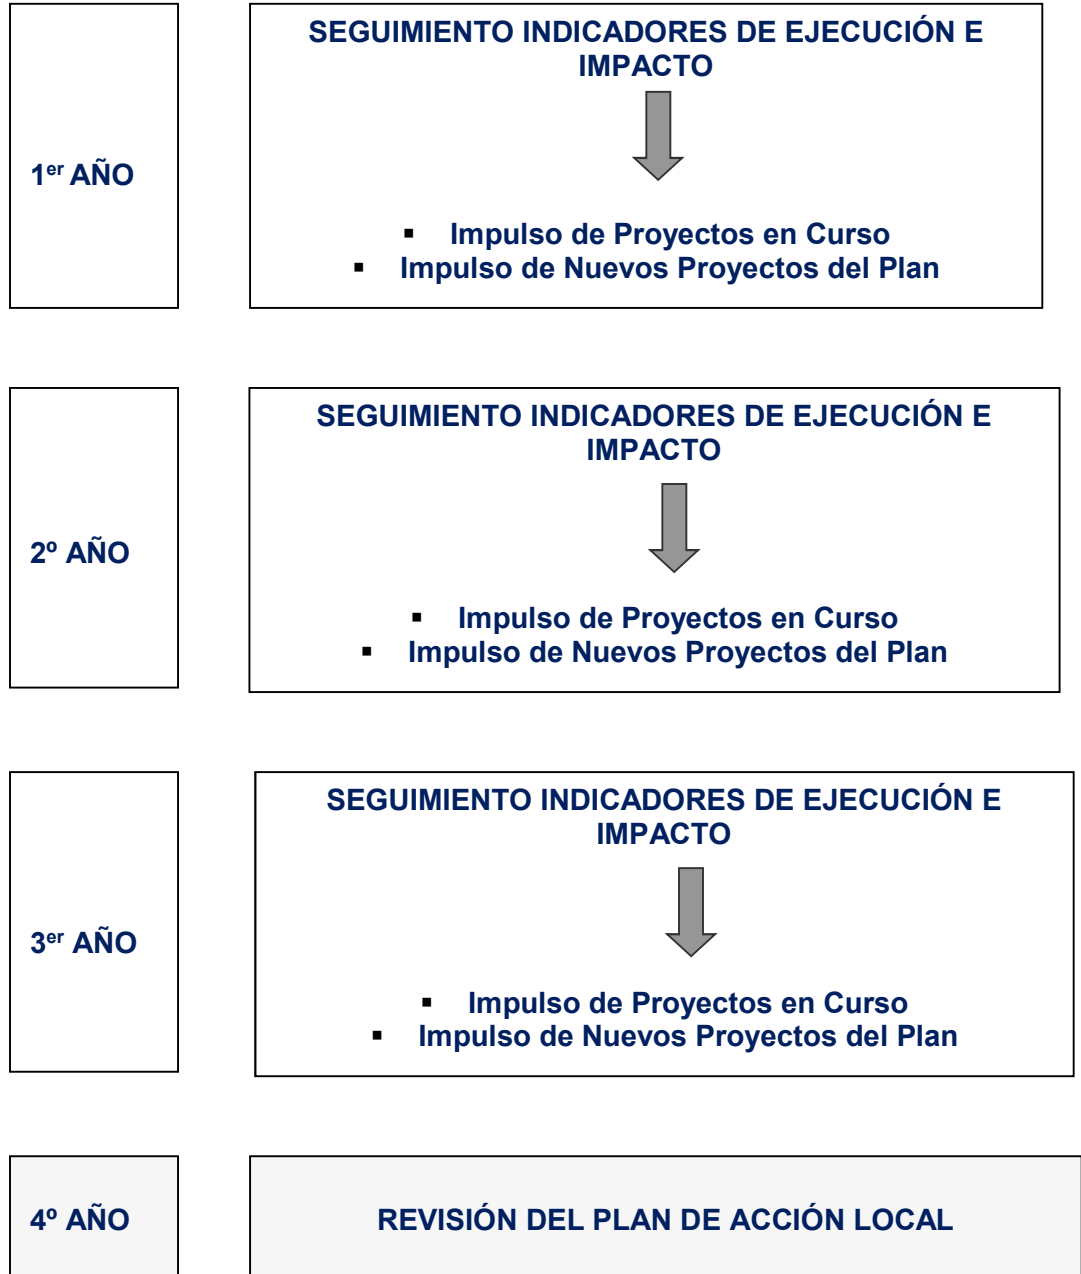 1er AÑO
SEGUIMIENTO INDICADORES DE EJECUCIÓN E
IMPACTO
▪ Impulso de Proyectos en Curso
▪ Impulso de Nuevos Proyectos del Plan
2º AÑO
SEGUIMIENTO INDICADORES DE EJECUCIÓN E
IMPACTO
▪ Impulso de Proyectos en Curso
▪ Impulso de Nuevos Proyectos del Plan
3er AÑO
SEGUIMIENTO INDICADORES DE EJECUCIÓN E
IMPACTO
▪ Impulso de Proyectos en Curso
▪ Impulso de Nuevos Proyectos del Plan
4º AÑO
REVISIÓN DEL PLAN DE ACCIÓN LOCAL